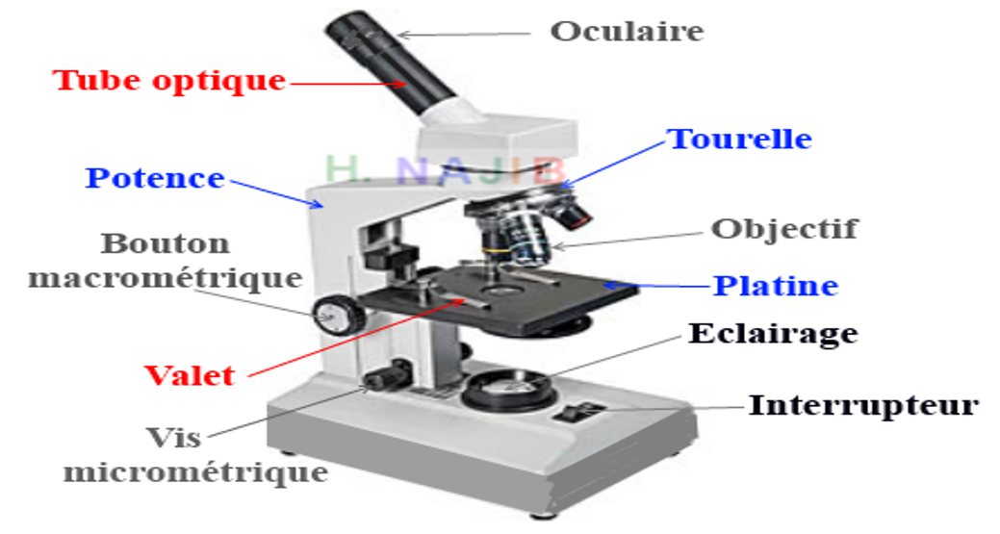 Oculaire
Tube optique
Tourelle
H. NAJIB
Potence
Objectif
Bouton
macrométrique
Platine
Eclairage
Valet
Interrupteur
Vis
micrométrique